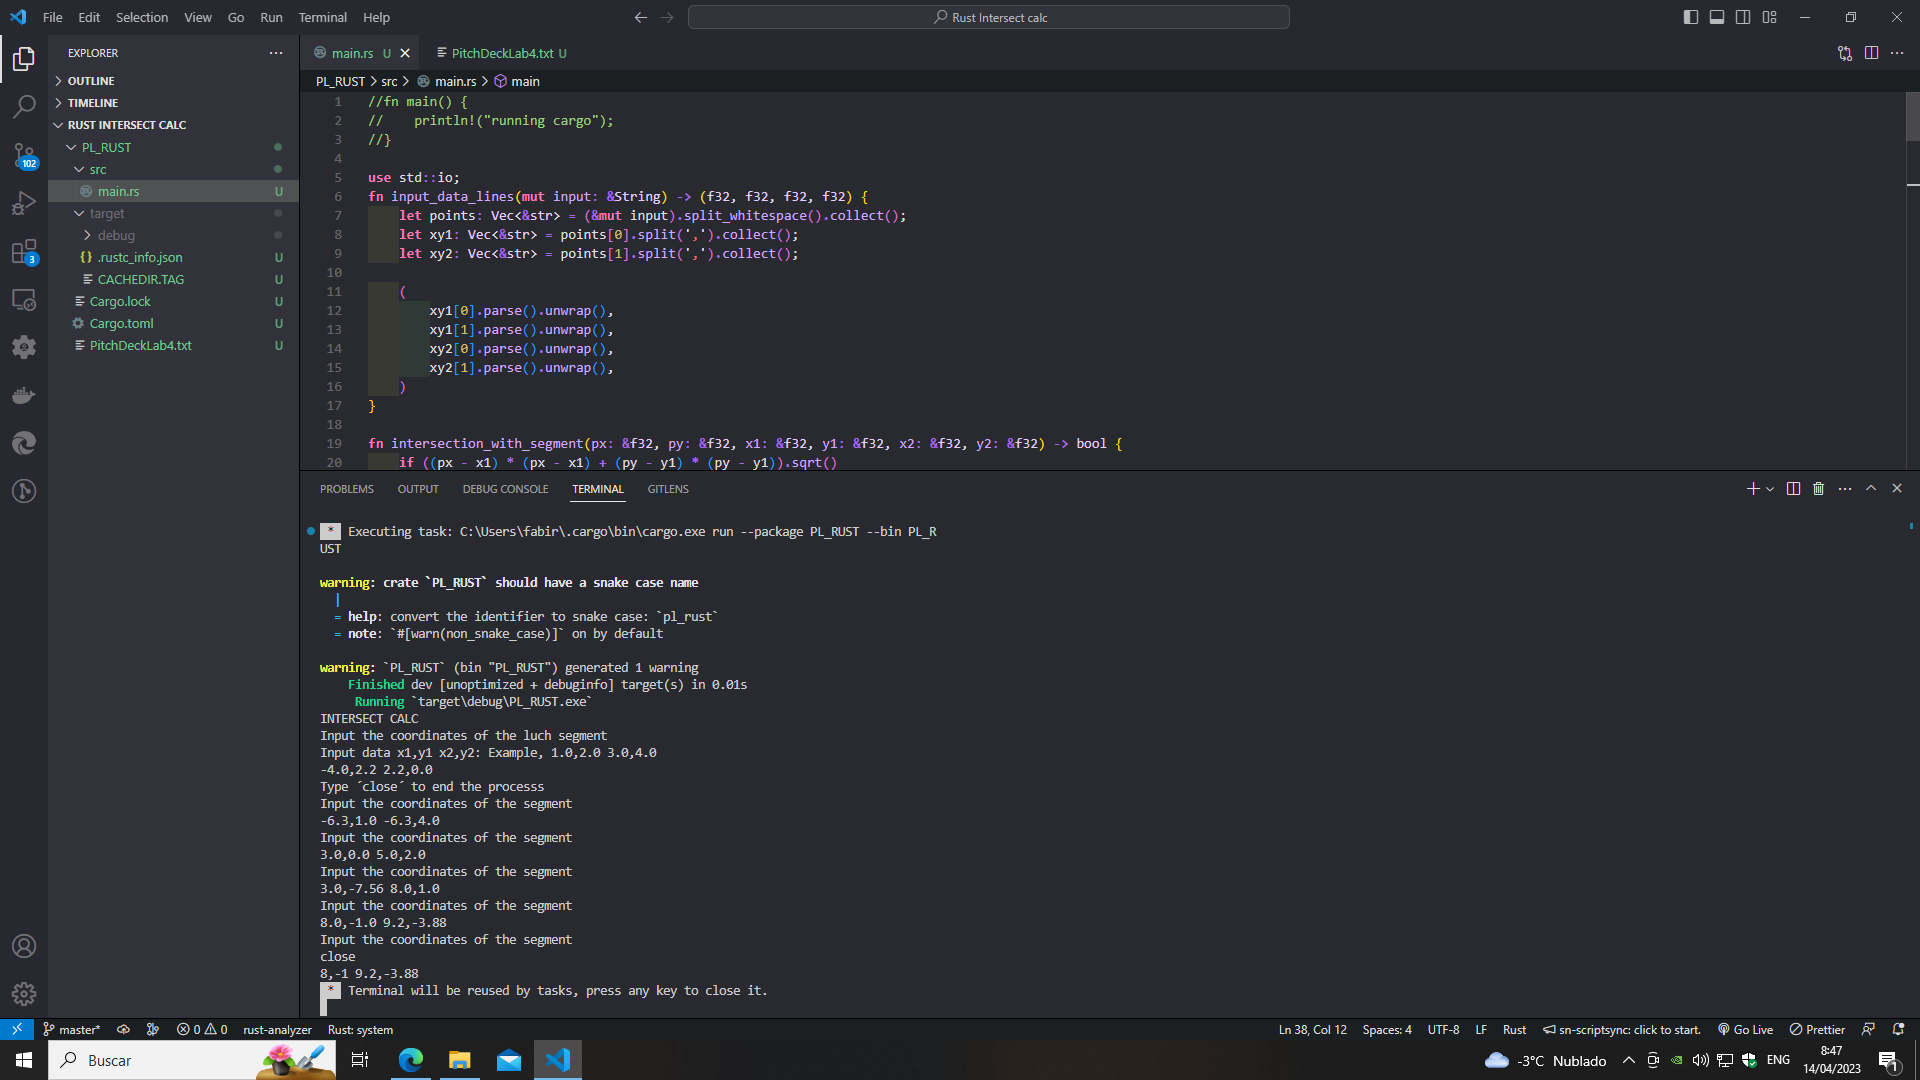 File Edit Selection View Go Run Terminal Help
Rust Intersect calc
EXPLORER
OUTLINE
TIMELINE
RUST INTERSECT CALC
PL_RUST
src
main.rs U
target
debug
{} .rustc_info.json U
CACHEDIR.TAG U
Cargo.lock U
Cargo.toml U
PitchDeckLab4.txt U
102
3
main.rs U
PitchDeckLab4.txt U
PL_RUST > src > main.rs > main
1 //fn main() {
2 //    println!("running cargo");
3 //}
4
5 use std::io;
6 fn input_data_lines(mut input: &String) -> (f32, f32, f32, f32) {
7     let points: Vec<&str> = (&mut input).split_whitespace().collect();
8     let xy1: Vec<&str> = points[0].split(',').collect();
9     let xy2: Vec<&str> = points[1].split(',').collect();
10
11     (
12         xy1[0].parse().unwrap(),
13         xy1[1].parse().unwrap(),
14         xy2[0].parse().unwrap(),
15         xy2[1].parse().unwrap(),
16     )
17 }
18
19 fn intersection_with_segment(px: &f32, py: &f32, x1: &f32, y1: &f32, x2: &f32, y2: &f32) -> bool {
20     if ((px - x1) * (px - x1) + (py - y1) * (py - y1)).sqrt()
PROBLEMS OUTPUT DEBUG CONSOLE TERMINAL GITLENS
* Executing task: C:\Users\fabir\.cargo\bin\cargo.exe run --package PL_RUST --bin PL_R
UST
warning: crate `PL_RUST` should have a snake case name
|
= help: convert the identifier to snake case: `pl_rust`
= note: `#[warn(non_snake_case)]` on by default
warning: `PL_RUST` (bin "PL_RUST") generated 1 warning
Finished dev [unoptimized + debuginfo] target(s) in 0.01s
Running `target\debug\PL_RUST.exe`
INTERSECT CALC
Input the coordinates of the luch segment
Input data x1,y1 x2,y2: Example, 1.0,2.0 3.0,4.0
-4.0,2.2 2.2,0.0
Type ´close´ to end the processs
Input the coordinates of the segment
-6.3,1.0 -6.3,4.0
Input the coordinates of the segment
3.0,0.0 5.0,2.0
Input the coordinates of the segment
3.0,-7.56 8.0,1.0
Input the coordinates of the segment
8.0,-1.0 9.2,-3.88
Input the coordinates of the segment
close
8,-1 9.2,-3.88
* Terminal will be reused by tasks, press any key to close it.
master* 0 0 rust-analyzer Rust: system Ln 38, Col 12 Spaces: 4 UTF-8 LF Rust sn-scriptsync: click to start. Go Live Prettier
Buscar
-3°C Nublado
ENG
8:47
14/04/2023
1